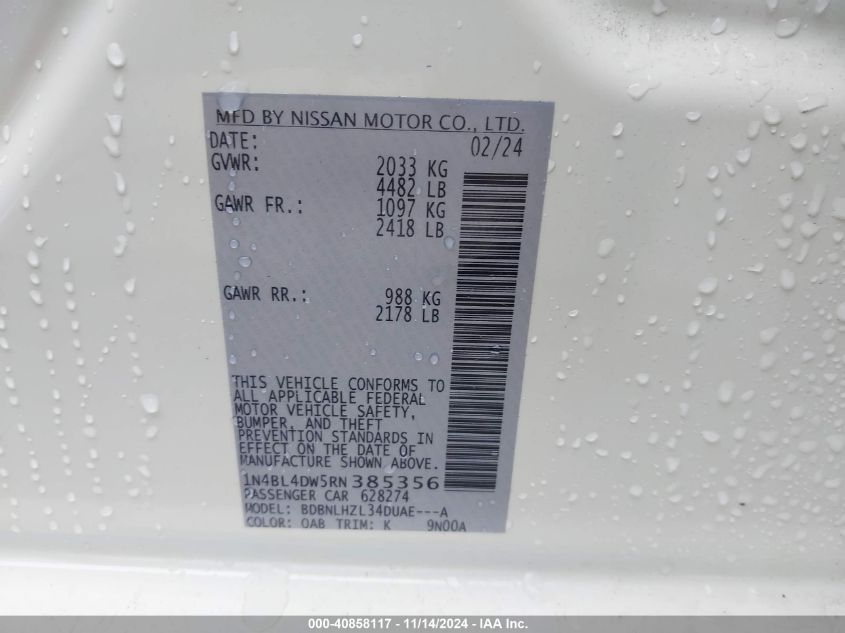 MFD BY NISSAN MOTOR CO., LTD.
DATE: 02/24
GVWR: 2033 KG
4482 LB
GAWR FR.: 1097 KG
2418 LB
GAWR RR.: 988 KG
2178 LB
THIS VEHICLE CONFORMS TO
ALL APPLICABLE FEDERAL
MOTOR VEHICLE SAFETY,
BUMPER, AND THEFT
PREVENTION STANDARDS IN
EFFECT ON THE DATE OF
MANUFACTURE SHOWN ABOVE.
1N4BL4DW5RN385356
PASSENGER CAR 628274
MODEL: BDBNLHZL34DUAE---A
COLOR: QAB TRIM: K 9N00A
000-40858117 - 11/14/2024 - IAA Inc.